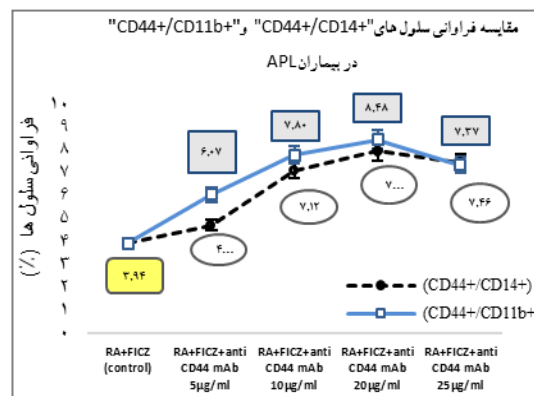 مقایسه فراوانی سلول های"CD44+/CD14+" و"CD44+/CD11b+"
در بیماران APL
فراوانی سلول ها (%)
۱۰
۹
۸
۷
۶
۵
۴
۳
۲
۱
۰
۳,۹۴
۶,۰۷
۷,۸۰
۸,۴۸
۷,۳۷
۴...
۷,۱۲
۷...
۷,۴۶
(CD44+/CD14+)
(CD44+/CD11b+
RA+FICZ
(control)
RA+FICZ+anti
CD44 mAb
5µg/ml
RA+FICZ+anti
CD44 mAb
10µg/ml
RA+FICZ+anti
CD44 mAb
20µg/ml
RA+FICZ+anti
CD44 mAb
25µg/ml